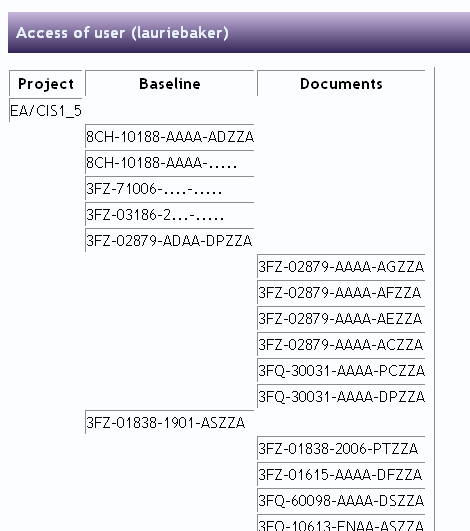 Access of user (lauriebaker)
Project Baseline Documents
EA/CIS1_5
8CH-10188-AAAA-ADZZA
8CH-10188-AAAA-.....
3FZ-71006-....-.....
3FZ-03186-2...-.....
3FZ-02879-ADAA-DPZZA
3FZ-02879-AAAA-AGZZA
3FZ-02879-AAAA-AFZZA
3FZ-02879-AAAA-AEZZA
3FZ-02879-AAAA-ACZZA
3FQ-30031-AAAA-PCZZA
3FQ-30031-AAAA-DPZZA
3FZ-01838-1901-ASZZA
3FZ-01838-2006-PTZZA
3FZ-01615-AAAA-DFZZA
3FQ-60098-AAAA-DSZZA
3FQ-10613-ENAA-ASZZA